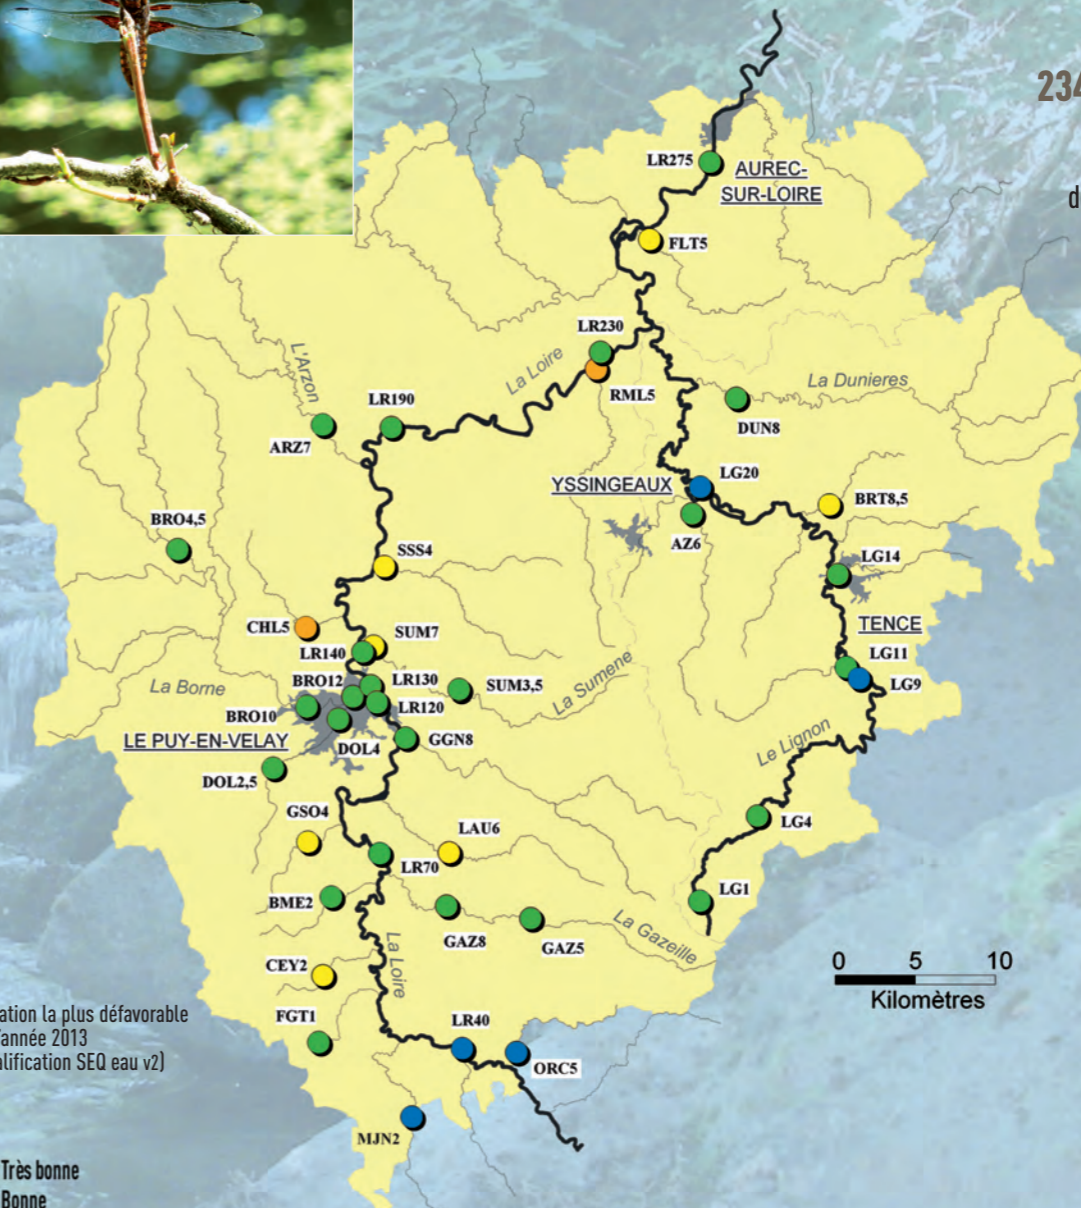 234
d
LR275
AUREC-
SUR-LOIRE
FLT5
LR230
La Loire
RML5
L'Arzon
LR190
ARZ7
La Dunieres
DUN8
LG20
YSSINGEAUX
BRT8,5
AZ6
BRO4,5
SSS4
LG14
TENCE
CHL5
SUM7
LR140
LG11
LG9
BRO12
LR130
SUM3,5
La Sumene
La Borne
BRO10
LR120
LE PUY-EN-VELAY
DOL4
GGN8
Le Lignon
DOL2,5
GSO4
LAU6
LG4
LR70
BME2
LG1
GAZ8
GAZ5
La Gazeille
CEY2
La Loire
0 5 10
Kilomètres
FGT1
LR40
ORC5
MJN2
ation la plus défavorable
année 2013
alification SEQ eau v2)
Très bonne
Bonne